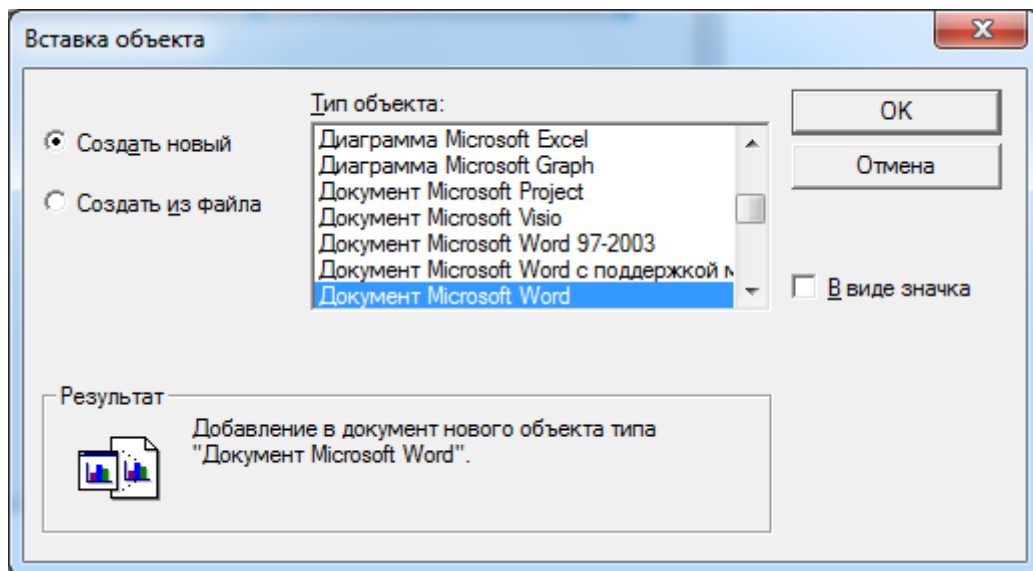 Вставка объекта
Тип объекта:
Создать новый
Создать из файла
Диаграмма Microsoft Excel
Диаграмма Microsoft Graph
Документ Microsoft Project
Документ Microsoft Visio
Документ Microsoft Word 97-2003
Документ Microsoft Word с поддержкой м
Документ Microsoft Word
OK
Отмена
В виде значка
Результат
Добавление в документ нового объекта типа
"Документ Microsoft Word".